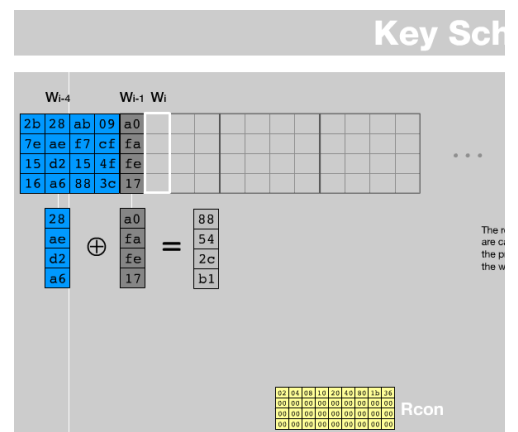 Key Sch
Wi-4 Wi-1 Wi
2b 28 ab 09 a0
7e ae f7 cf fa
15 d2 15 4f fe
16 a6 88 3c 17
...
28 a0 88
ae fa 54
d2 ⊕ fe = 2c
a6 17 b1
The re
are ca
the pr
the w
02 04 08 10 20 40 80 1b 36
00 00 00 00 00 00 00 00 00
00 00 00 00 00 00 00 00 00
00 00 00 00 00 00 00 00 00
Rcon